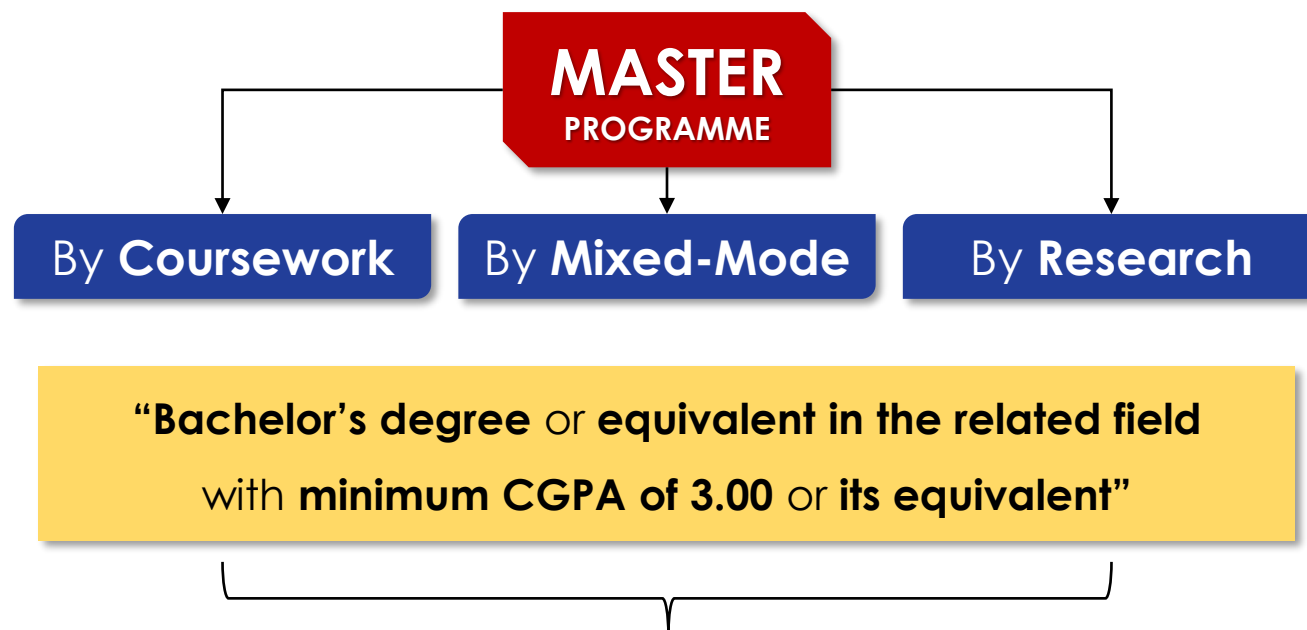 MASTER
PROGRAMME
By Coursework
By Mixed-Mode
By Research
“Bachelor’s degree or equivalent in the related field
with minimum CGPA of 3.00 or its equivalent”